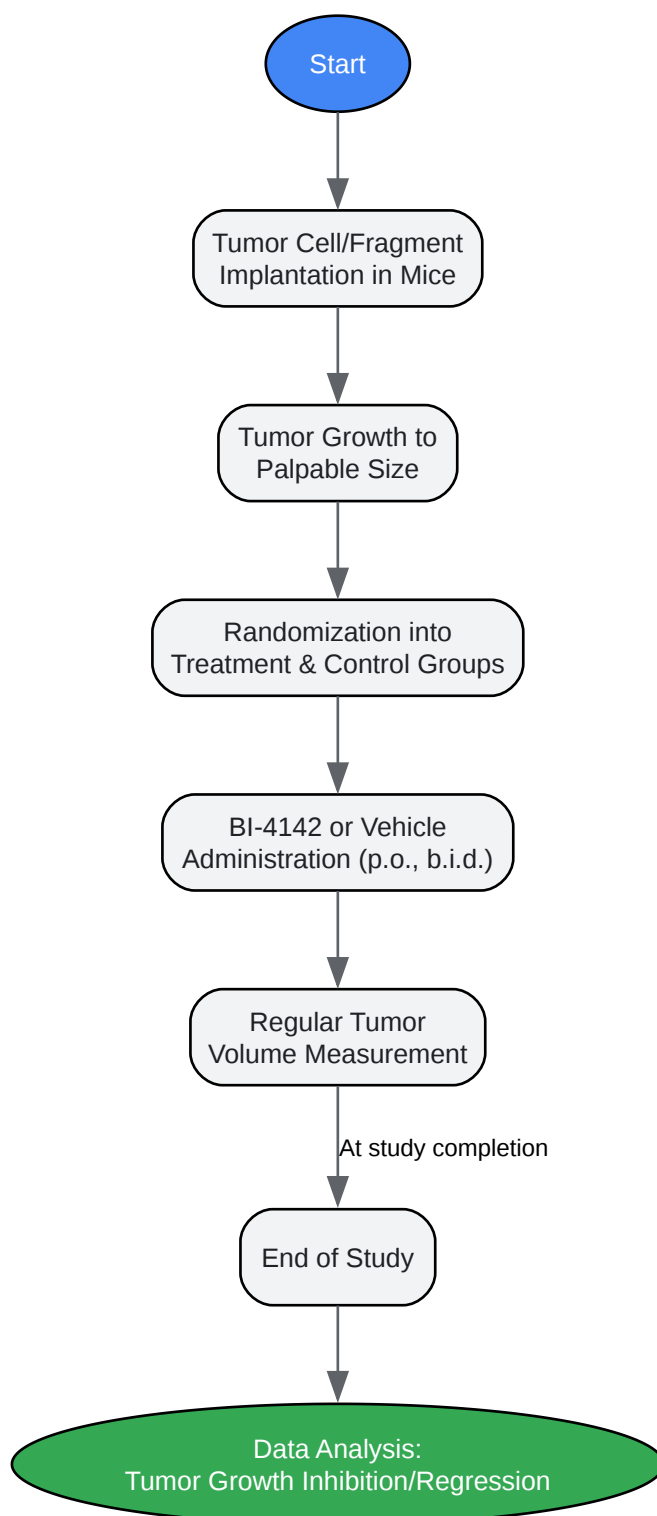 Start
Tumor Cell/Fragment
Implantation in Mice
Tumor Growth to
Palpable Size
Randomization into
Treatment & Control Groups
BI-4142 or Vehicle
Administration (p.o., b.i.d.)
Regular Tumor
Volume Measurement
At study completion
End of Study
Data Analysis:
Tumor Growth Inhibition/Regression